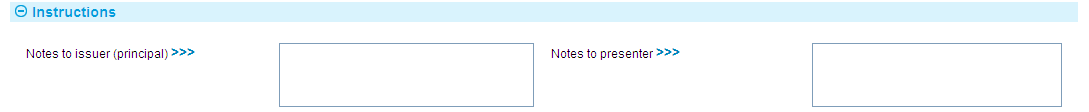 Instructions
Notes to issuer (principal) >>>
Notes to presenter >>>